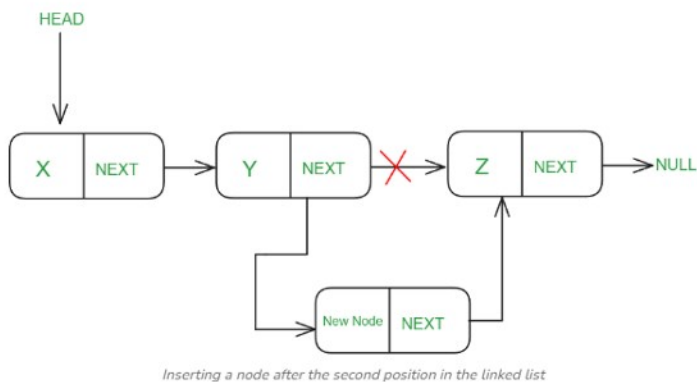 HEAD
X NEXT Y NEXT Z NEXT NULL
New Node NEXT
Inserting a node after the second position in the linked list